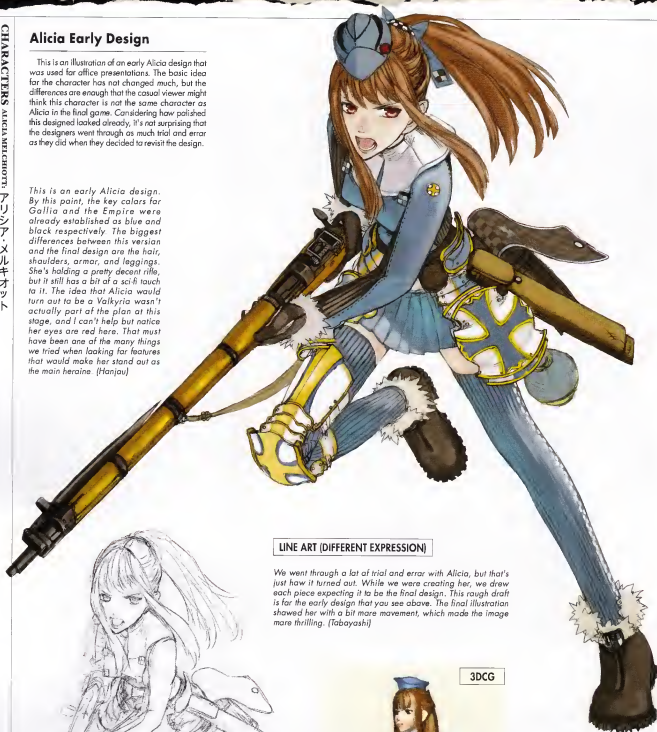 CHARACTERS ALICIA MELCHIOTT: アリシア・メルキオット
Alicia Early Design
This is an illustration of an early Alicia design that
was used for office presentations. The basic idea
for the character has not changed much, but the
differences are enough that the casual viewer might
think this character is not the same character as
Alicia in the final game. Considering how polished
this designed looked already, it's not surprising that
the designers went through as much trial and error
as they did when they decided to revisit the design.
This is an early Alicia design.
By this point, the key colors for
Gallia and the Empire were
already established as blue and
black respectively. The biggest
differences between this version
and the final design are the hair,
shoulders, armor, and leggings.
She's holding a pretty decent rifle,
but it still has a bit of a sci-fi touch
to it. The idea that Alicia would
turn out to be a Valkyria wasn't
actually part of the plan at this
stage, and I can't help but notice
her eyes are red here. That must
have been one of the many things
we tried when looking for features
that would make her stand out as
the main heroine. (Honjou)
LINE ART (DIFFERENT EXPRESSION)
We went through a lot of trial and error with Alicia, but that's
just how it turned out. While we were creating her, we drew
each piece expecting it to be the final design. This rough draft
is for the early design that you see above. The final illustration
showed her with a bit more movement, which made the image
more thrilling. (Tabayashi)
3DCG